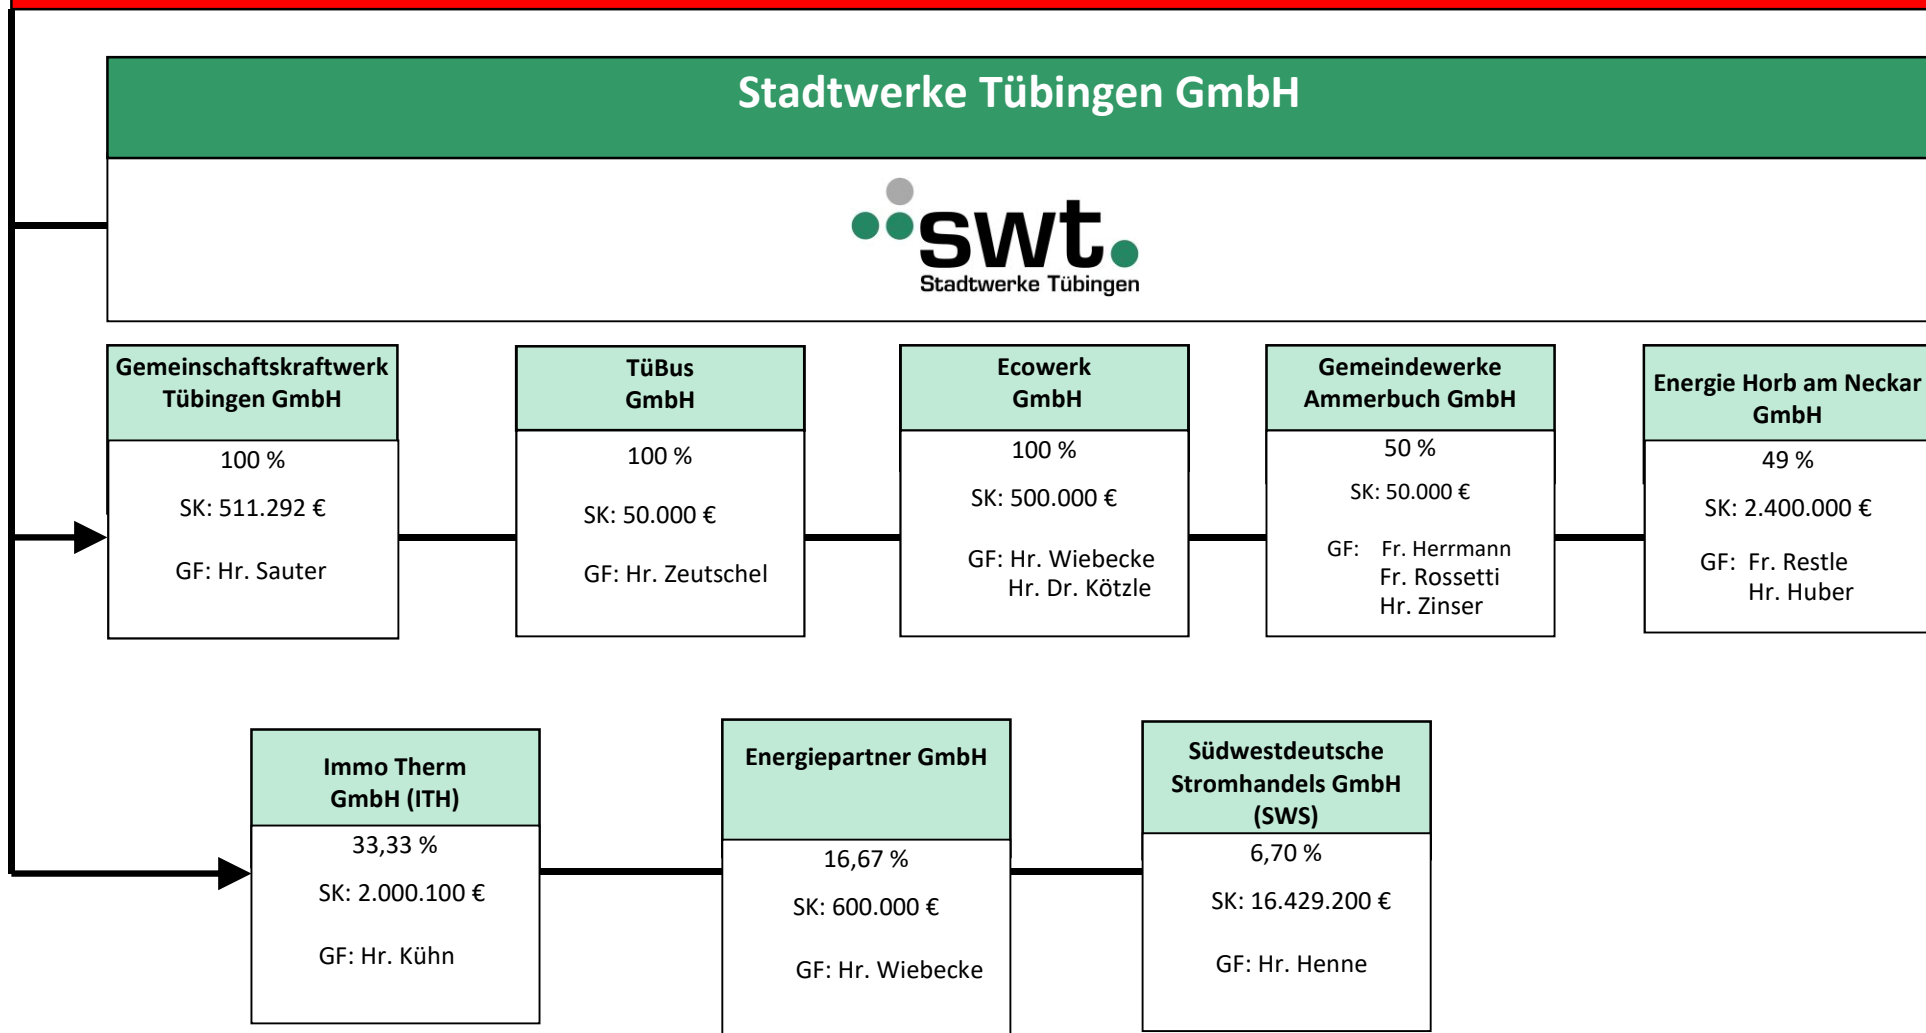 Stadtwerke Tübingen GmbH
swt.
Stadtwerke Tübingen
Gemeinschaftskraftwerk
Tübingen GmbH
100 %
SK: 511.292 €
GF: Hr. Sauter
TüBus
GmbH
100 %
SK: 50.000 €
GF: Hr. Zeutschel
Ecowerk
GmbH
100 %
SK: 500.000 €
GF: Hr. Wiebecke
Hr. Dr. Kötzle
Gemeindewerke
Ammerbuch GmbH
50 %
SK: 50.000 €
GF: Fr. Herrmann
Fr. Rossetti
Hr. Zinser
Energie Horb am Neckar
GmbH
49 %
SK: 2.400.000 €
GF: Fr. Restle
Hr. Huber
Immo Therm
GmbH (ITH)
33,33 %
SK: 2.000.100 €
GF: Hr. Kühn
Energiepartner GmbH
16,67 %
SK: 600.000 €
GF: Hr. Wiebecke
Südwestdeutsche
Stromhandels GmbH
(SWS)
6,70 %
SK: 16.429.200 €
GF: Hr. Henne